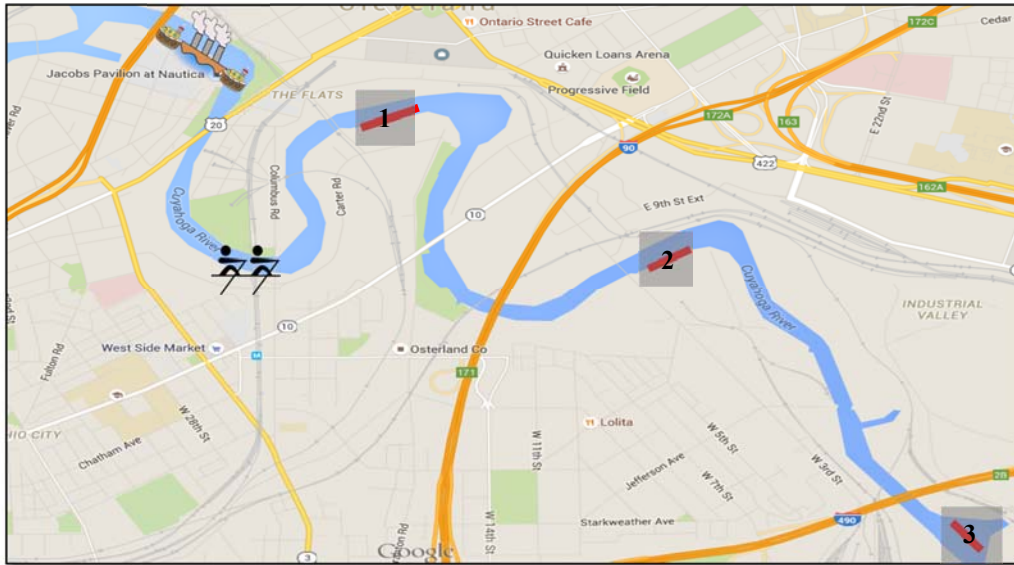 Cleveland
Ontario Street Cafe
172C
Cedar
Quicken Loans Arena
Jacobs Pavilion at Nautica
Progressive Field
THE FLATS
1
172A
163
E 22nd St
20
90
422
162A
Columbus Rd
Carter Rd
Cuyahoga River
10
E 9th St Ext
2
Cuyahoga River
INDUSTRIAL
VALLEY
10
West Side Market
Osterland Co
Fulton Rd
M
171
W 28th St
Lolita
W 11th St
W 5th St
W 3rd St
Chatham Ave
Jefferson Ave
W 7th St
2B
Starkweather Ave
490
W 14th St
3
3
Google